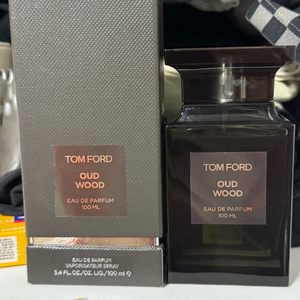 TOM FORD
OUD
WOOD
EAU DE PARFUM
100 ML
EAU DE PARFUM
VAPORISATEUR SPRAY
3.4 FL.OZ./OZ.LIQ./100 ml ℮
TOM FORD
OUD
WOOD
EAU DE PARFUM
100 ML